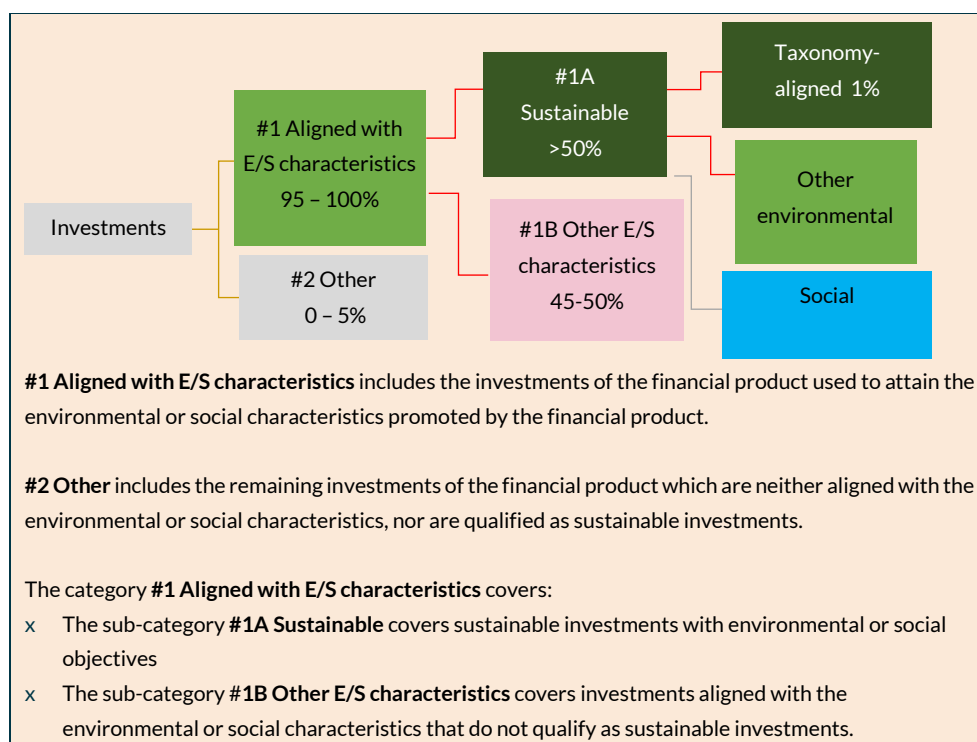 Investments
#1 Aligned with
E/S characteristics
95 – 100%
#2 Other
0 – 5%
#1A
Sustainable
>50%
#1B Other E/S
characteristics
45-50%
Taxonomy-
aligned 1%
Other
environmental
Social
#1 Aligned with E/S characteristics includes the investments of the financial product used to attain the
environmental or social characteristics promoted by the financial product.
#2 Other includes the remaining investments of the financial product which are neither aligned with the
environmental or social characteristics, nor are qualified as sustainable investments.
The category #1 Aligned with E/S characteristics covers:
x The sub-category #1A Sustainable covers sustainable investments with environmental or social
objectives
x The sub-category #1B Other E/S characteristics covers investments aligned with the
environmental or social characteristics that do not qualify as sustainable investments.